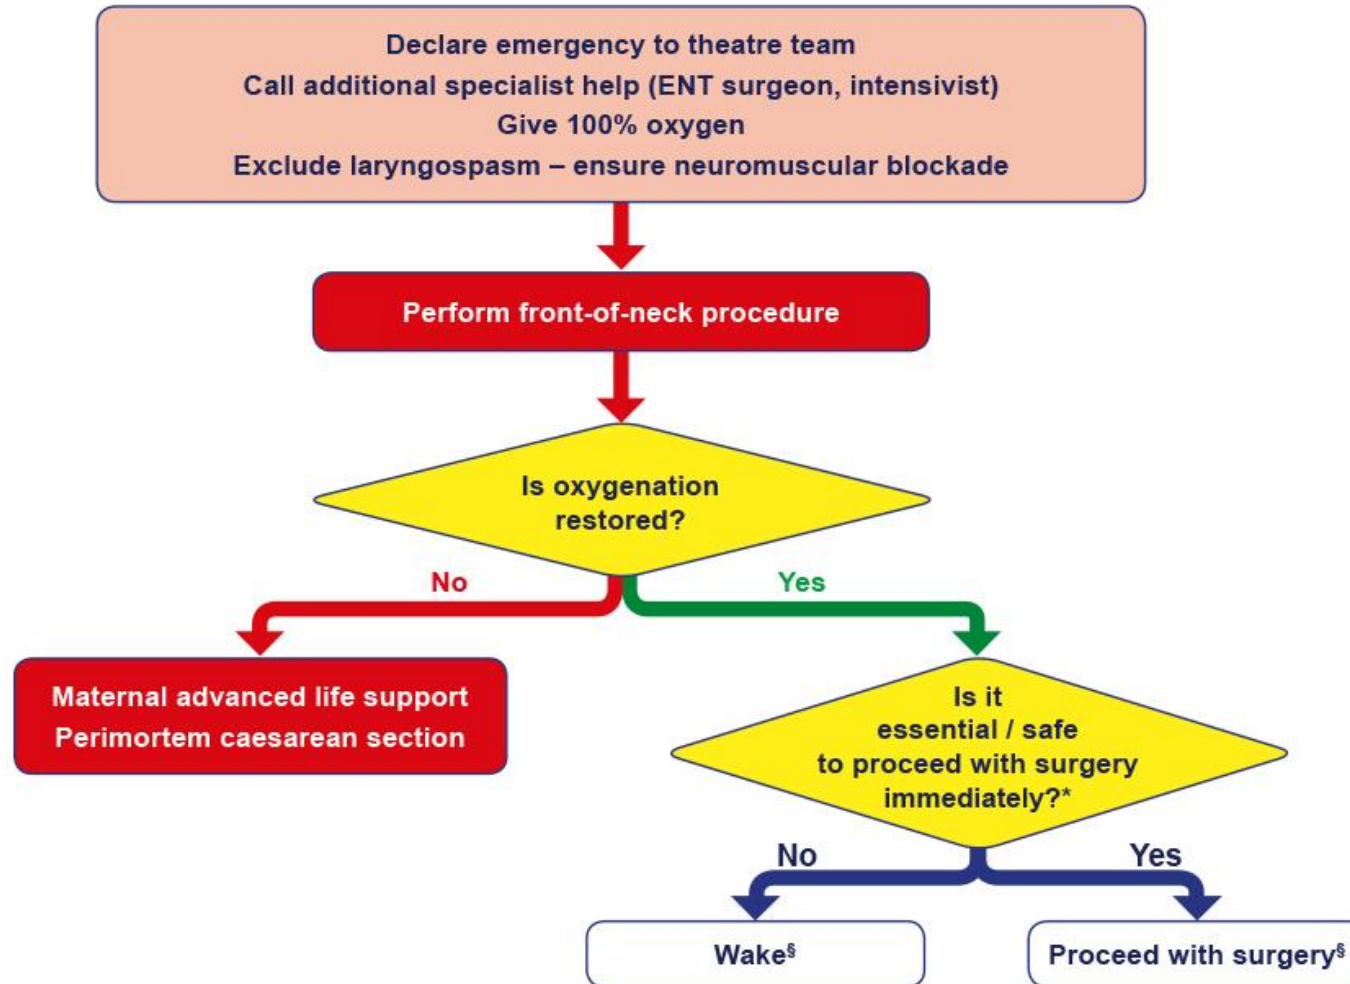 Declare emergency to theatre team
Call additional specialist help (ENT surgeon, intensivist)
Give 100% oxygen
Exclude laryngospasm – ensure neuromuscular blockade
Perform front-of-neck procedure
Is oxygenation
restored?
No
Yes
Maternal advanced life support
Perimortem caesarean section
Is it
essential / safe
to proceed with surgery
immediately?*
No
Yes
Wake§
Proceed with surgery§